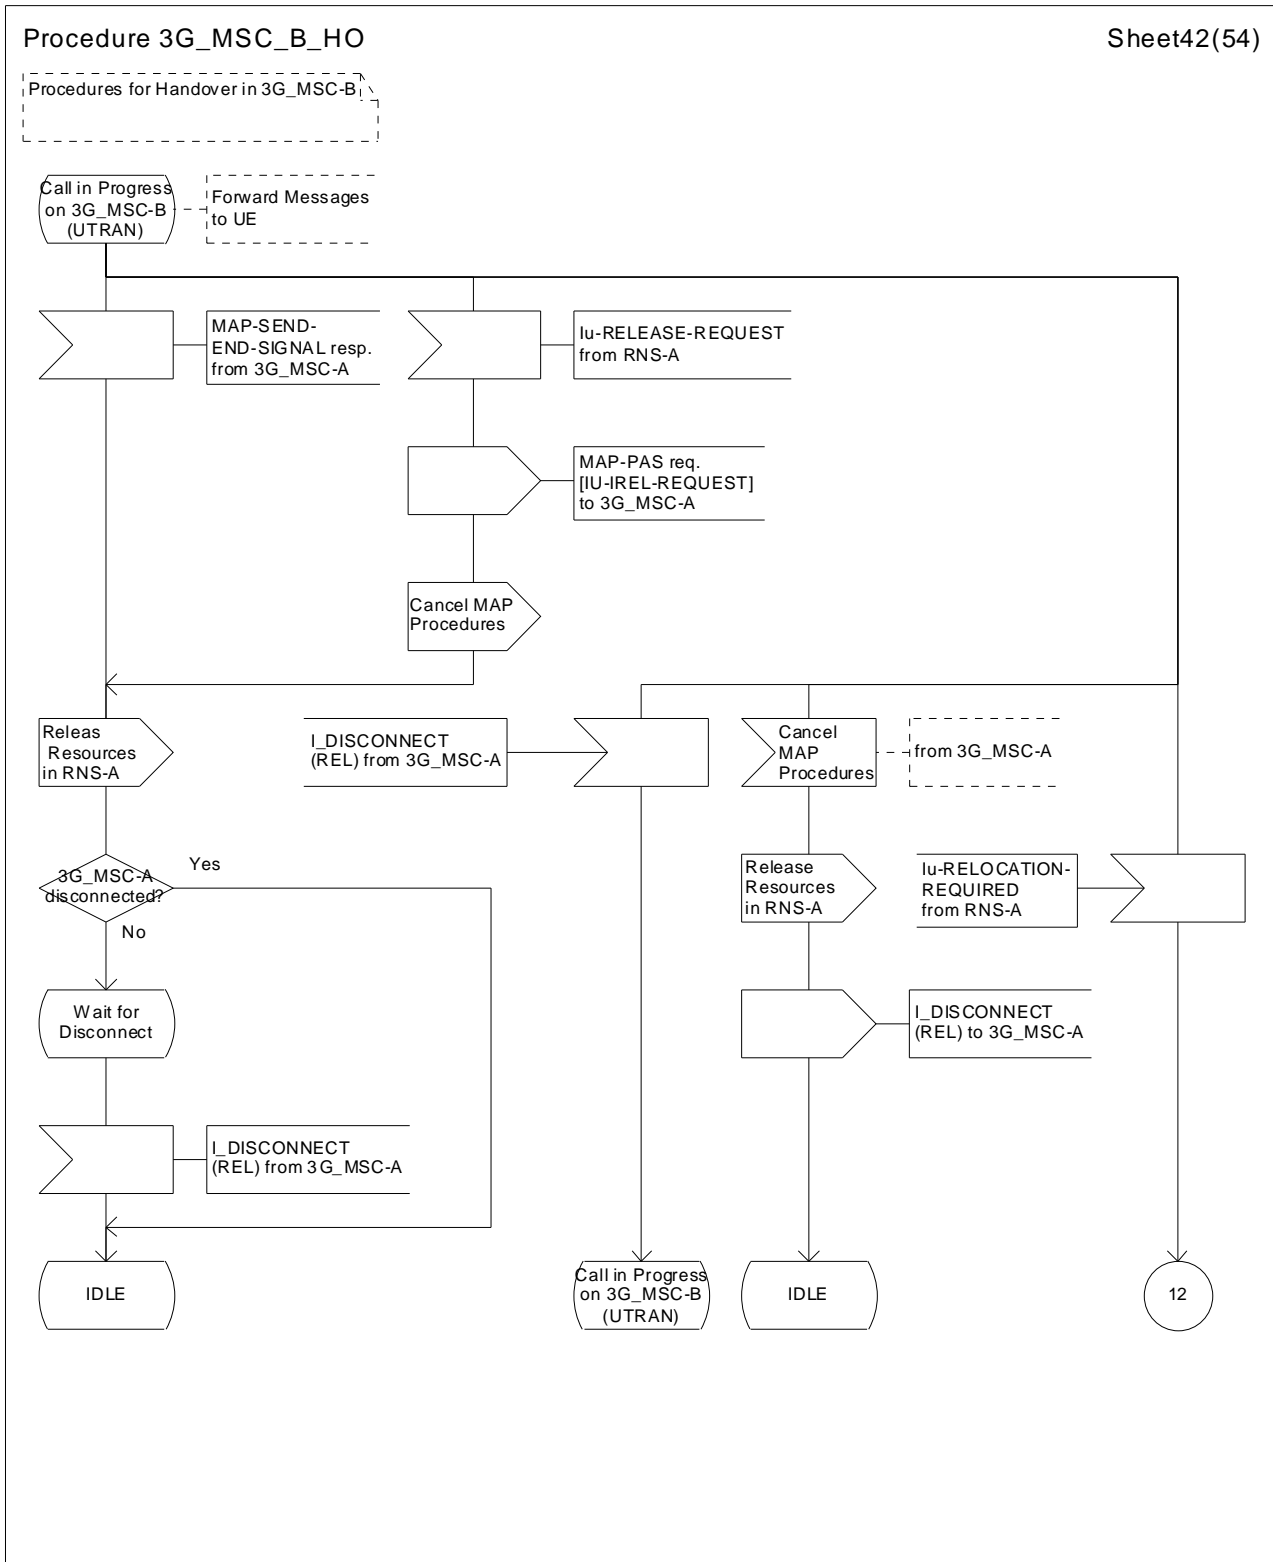 Procedure 3G_MSC_B_HO
Sheet42(54)
Procedures for Handover in 3G_MSC-B
Call in Progress
on 3G_MSC-B
(UTRAN)
Forward Messages
to UE
MAP-SEND-
END-SIGNAL resp.
from 3G_MSC-A
Iu-RELEASE-REQUEST
from RNS-A
MAP-PAS req.
[IU-IREL-REQUEST]
to 3G_MSC-A
Cancel MAP
Procedures
Releas
Resources
in RNS-A
I_DISCONNECT
(REL) from 3G_MSC-A
Cancel
MAP
Procedures
from 3G_MSC-A
3G_MSC-A
disconnected?
Yes
No
Release
Resources
in RNS-A
Iu-RELOCATION-
REQUIRED
from RNS-A
Wait for
Disconnect
I_DISCONNECT
(REL) to 3G_MSC-A
I_DISCONNECT
(REL) from 3G_MSC-A
IDLE
Call in Progress
on 3G_MSC-B
(UTRAN)
IDLE
12